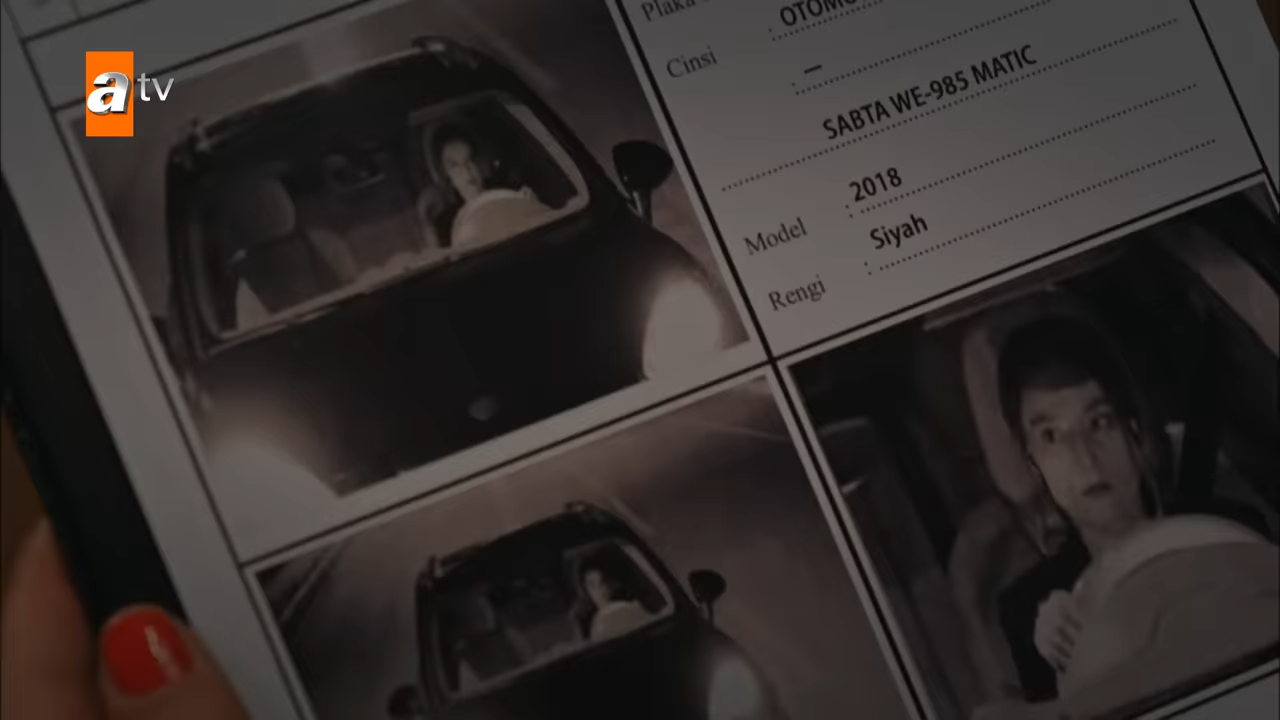 atv
Plaka
Cinsi : OTOMO
—
SABTA WE-985 MATIC
Model : 2018
Rengi : Siyah